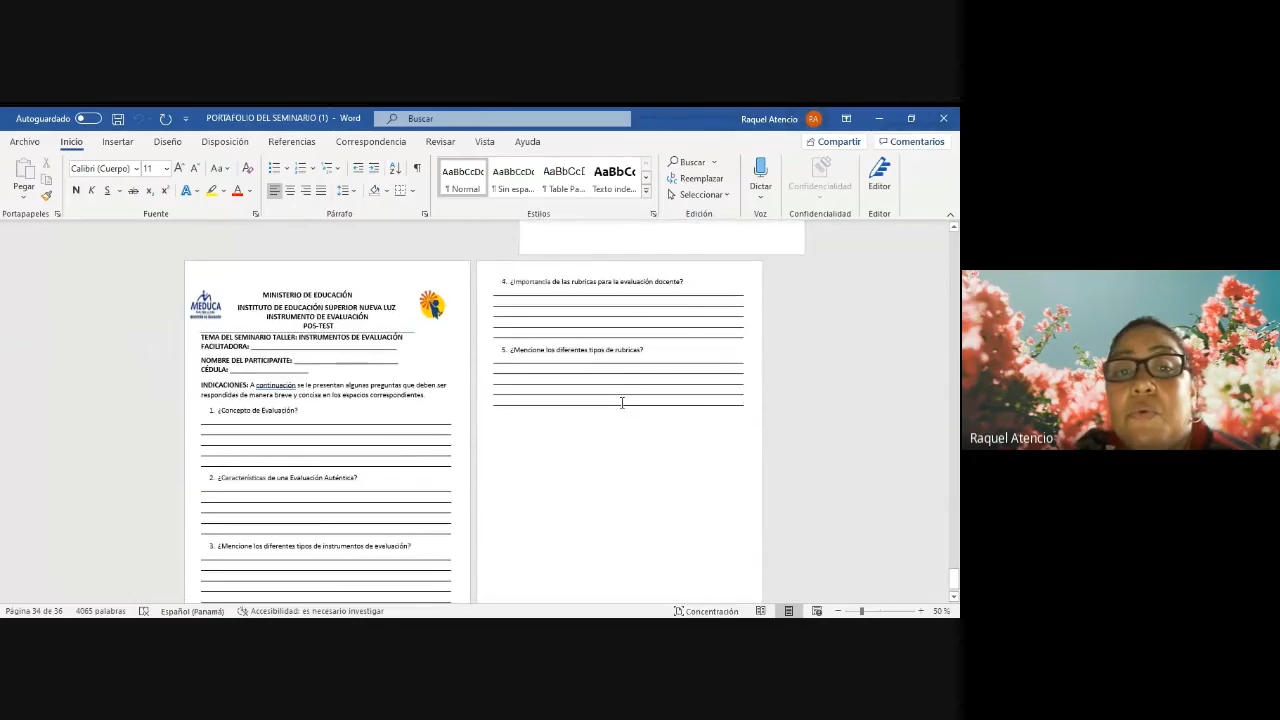 Autoguardado
PORTAFOLIO DEL SEMINARIO (1) - Word
Buscar
Raquel Atencio
RA
Archivo Inicio Insertar Diseño Disposición Referencias Correspondencia Revisar Vista Ayuda
Compartir
Comentarios
Pegar
Portapapeles
Calibri (Cuerpo) 11
Aa
N K S ab x₂ x²
Fuente
Párrafo
AaBbCcDc AaBbCcDc AaBbCcI AaBbCc
¶ Normal ¶ Sin espa... ¶ Table Pa... Texto inde...
Estilos
Buscar
Reemplazar
Seleccionar
Edición
Dictar
Voz
Confidencialidad
Confidencialidad
Editor
Editor
MEDUCA
MINISTERIO DE EDUCACIÓN
INSTITUTO DE EDUCACIÓN SUPERIOR NUEVA LUZ
INSTRUMENTO DE EVALUACIÓN
POS-TEST
TEMA DEL SEMINARIO TALLER: INSTRUMENTOS DE EVALUACIÓN
FACILITADORA:
NOMBRE DEL PARTICIPANTE:
CÉDULA:
INDICACIONES: A continuación se le presentan algunas preguntas que deben ser
respondidas de manera breve y concisa en los espacios correspondientes.
1. ¿Concepto de Evaluación?
2. ¿Características de una Evaluación Auténtica?
3. ¿Mencione los diferentes tipos de instrumentos de evaluación?
4. ¿Importancia de las rubricas para la evaluación docente?
5. ¿Mencione los diferentes tipos de rubricas?
Raquel Atencio
Página 34 de 36 4065 palabras Español (Panamá) Accesibilidad: es necesario investigar
Concentración
50 %